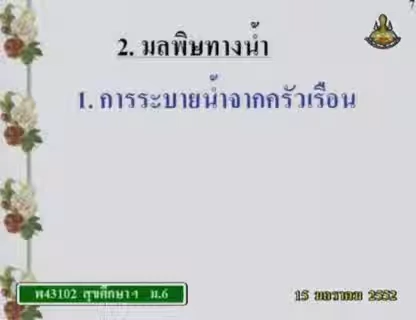 2. มลพิษทางน้ำ
1. การระบายน้ำจากครัวเรือน
พ43102 สุขศึกษาฯ ม.6
15 มกราคม 2552